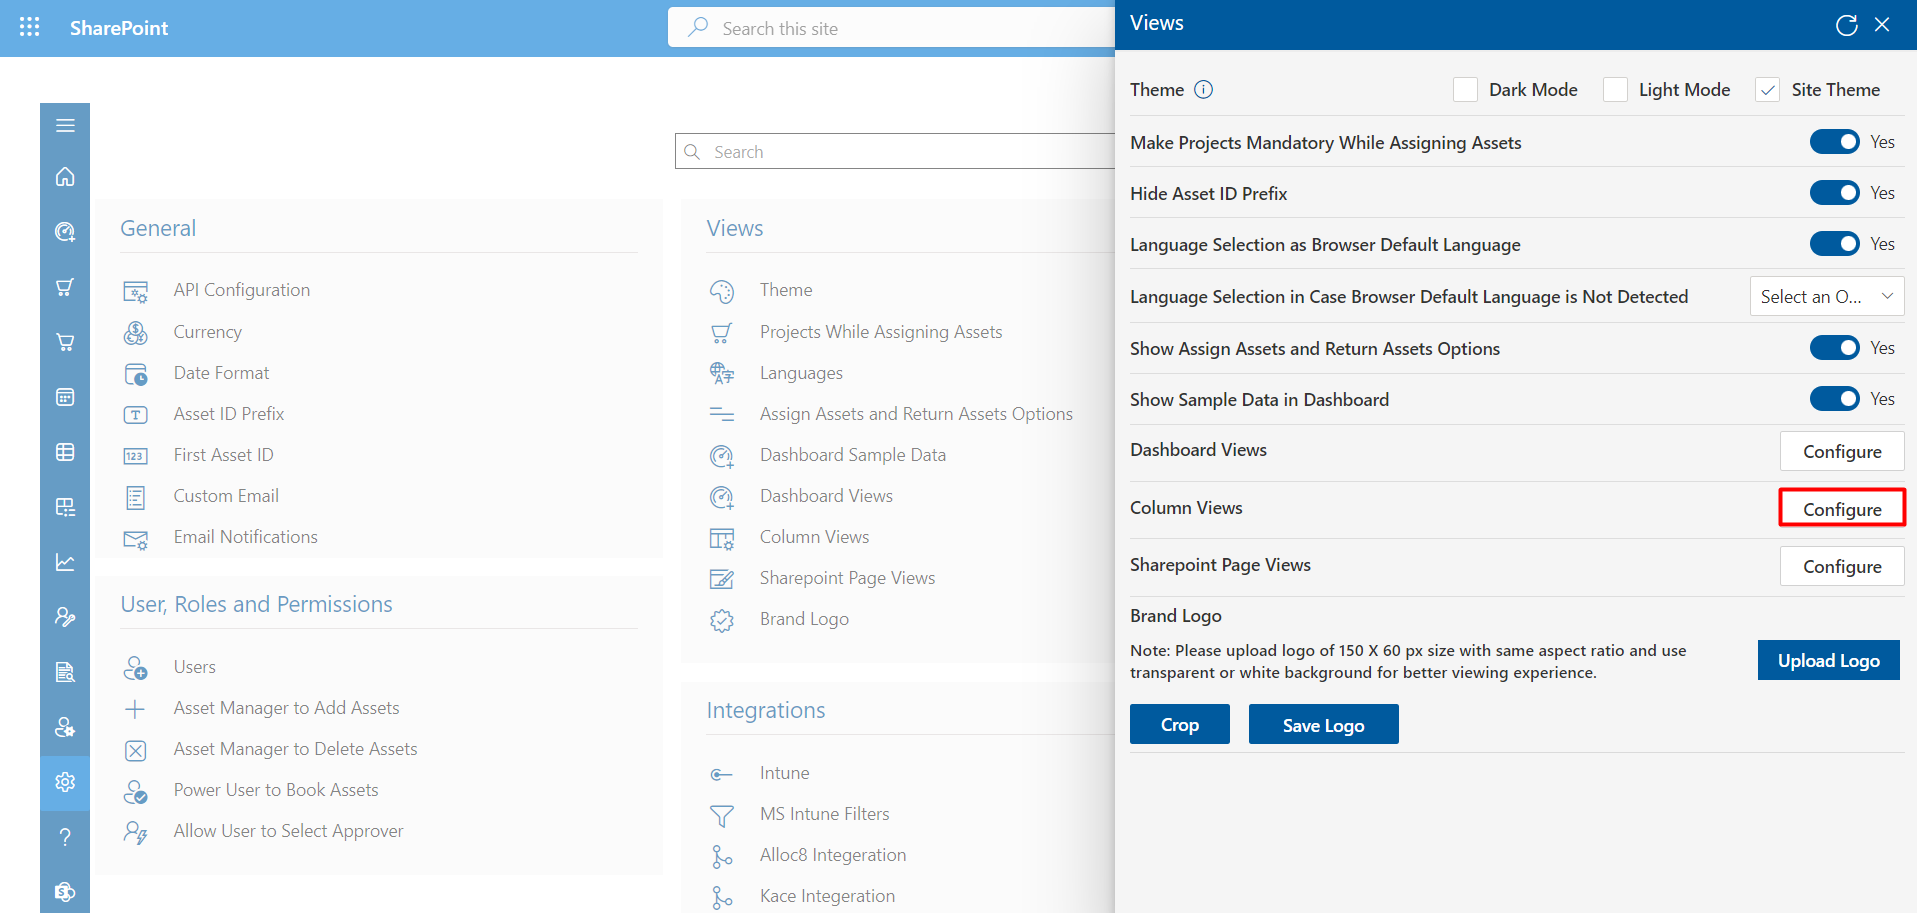 SharePoint
Search this site
Search
General
API Configuration
Currency
Date Format
Asset ID Prefix
First Asset ID
Custom Email
Email Notifications
User, Roles and Permissions
Users
Asset Manager to Add Assets
Asset Manager to Delete Assets
Power User to Book Assets
Allow User to Select Approver
Views
Theme
Projects While Assigning Assets
Languages
Assign Assets and Return Assets Options
Dashboard Sample Data
Dashboard Views
Column Views
Sharepoint Page Views
Brand Logo
Integrations
Intune
MS Intune Filters
Alloc8 Integeration
Kace Integeration
Views
Theme
Dark Mode
Light Mode
Site Theme
Make Projects Mandatory While Assigning Assets
Yes
Hide Asset ID Prefix
Yes
Language Selection as Browser Default Language
Yes
Language Selection in Case Browser Default Language is Not Detected
Select an O...
Show Assign Assets and Return Assets Options
Yes
Show Sample Data in Dashboard
Yes
Dashboard Views
Configure
Column Views
Configure
Sharepoint Page Views
Configure
Brand Logo
Note: Please upload logo of 150 X 60 px size with same aspect ratio and use
transparent or white background for better viewing experience.
Upload Logo
Crop
Save Logo